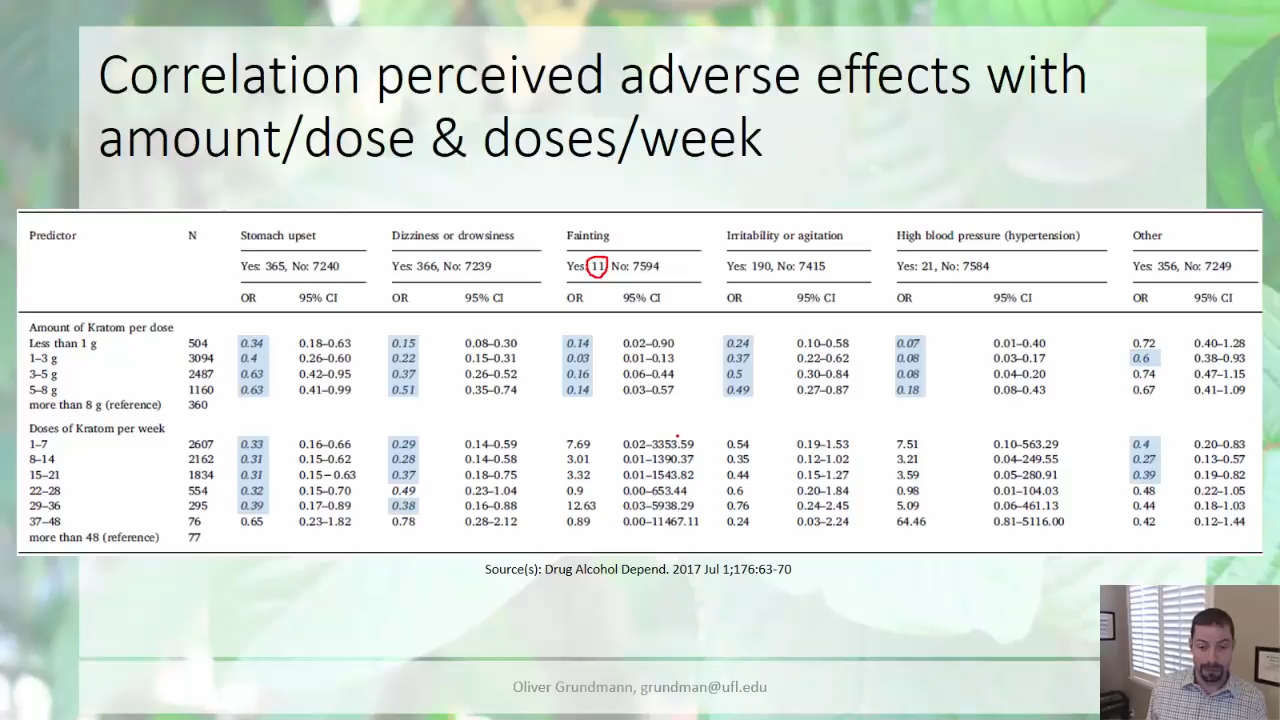 Correlation perceived adverse effects with
amount/dose & doses/week
Predictor N Stomach upset Dizziness or drowsiness Fainting Irritability or agitation High blood pressure (hypertension) Other
Yes: 365, No: 7240 Yes: 366, No: 7239 Yes: 11, No: 7594 Yes: 190, No: 7415 Yes: 21, No: 7584 Yes: 356, No: 7249
OR 95% CI OR 95% CI OR 95% CI OR 95% CI OR 95% CI OR 95% CI
Amount of Kratom per dose
Less than 1 g 504 0.34 0.18–0.63 0.15 0.08–0.30 0.14 0.02–0.90 0.24 0.10–0.58 0.07 0.01–0.40 0.72 0.40–1.28
1–3 g 3094 0.4 0.26–0.60 0.22 0.15–0.31 0.03 0.01–0.13 0.37 0.22–0.62 0.08 0.03–0.17 0.6 0.38–0.93
3–5 g 2487 0.63 0.42–0.95 0.37 0.26–0.52 0.16 0.06–0.44 0.5 0.30–0.84 0.08 0.04–0.20 0.74 0.47–1.15
5–8 g 1160 0.63 0.41–0.99 0.51 0.35–0.74 0.14 0.03–0.57 0.49 0.27–0.87 0.18 0.08–0.43 0.67 0.41–1.09
more than 8 g (reference) 360
Doses of Kratom per week
1–7 2607 0.33 0.16–0.66 0.29 0.14–0.59 7.69 0.02–3353.59 0.54 0.19–1.53 7.51 0.10–563.29 0.4 0.20–0.83
8–14 2162 0.31 0.15–0.62 0.28 0.14–0.58 3.01 0.01–1390.37 0.35 0.12–1.02 3.21 0.04–249.55 0.27 0.13–0.57
15–21 1834 0.31 0.15–0.63 0.37 0.18–0.75 3.32 0.01–1543.82 0.44 0.15–1.27 3.59 0.05–280.91 0.39 0.19–0.82
22–28 554 0.32 0.15–0.70 0.49 0.23–1.04 0.9 0.00–653.44 0.6 0.20–1.84 0.98 0.01–104.03 0.48 0.22–1.05
29–36 295 0.39 0.17–0.89 0.38 0.16–0.88 12.63 0.03–5938.29 0.76 0.24–2.45 5.09 0.06–461.13 0.44 0.18–1.03
37–48 76 0.65 0.23–1.82 0.78 0.28–2.12 0.89 0.00–11467.11 0.24 0.03–2.24 64.46 0.81–5116.00 0.42 0.12–1.44
more than 48 (reference) 77
Source(s): Drug Alcohol Depend. 2017 Jul 1;176:63-70
Oliver Grundmann, grundman@ufl.edu